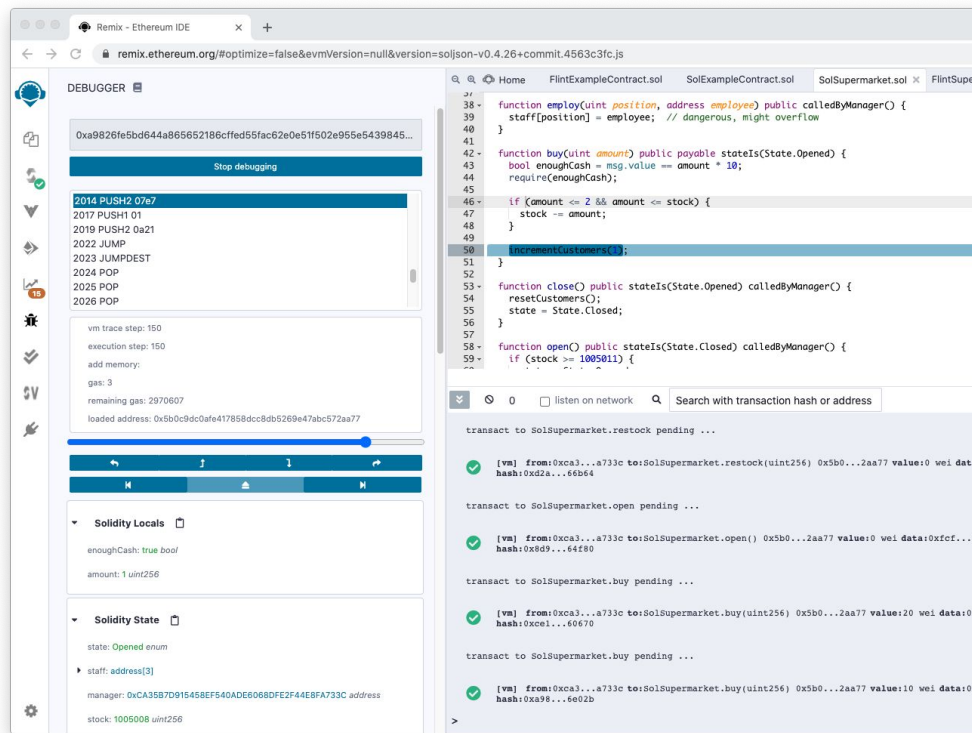 Remix - Ethereum IDE
remix.ethereum.org/#optimize=false&evmVersion=null&version=soljson-v0.4.26+commit.4563c3fc.js
DEBUGGER
0xa9826fe5bd644a865652186cffed55fac62e0e51f502e955e5439845...
Stop debugging
2014 PUSH2 07e7
2017 PUSH1 01
2019 PUSH2 0a21
2022 JUMP
2023 JUMPDEST
2024 POP
2025 POP
2026 POP
vm trace step: 150
execution step: 150
add memory:
gas: 3
remaining gas: 2970607
loaded address: 0x5b0c9dc0afe417858dcc8db5269e47abc572aa77
Solidity Locals
enoughCash: true bool
amount: 1 uint256
Solidity State
state: Opened enum
staff: address[3]
manager: 0xCA35B7D915458EF540ADE6068DFE2F44E8FA733C address
stock: 1005008 uint256
15
SV
Home FlintExampleContract.sol SolExampleContract.sol SolSupermarket.sol × FlintSupe
37
38 function employ(uint position, address employee) public calledByManager() {
39 staff[position] = employee; // dangerous, might overflow
40 }
41
42 function buy(uint amount) public payable stateIs(State.Opened) {
43 bool enoughCash = msg.value == amount * 10;
44 require(enoughCash);
45
46 if (amount <= 2 && amount <= stock) {
47 stock -= amount;
48 }
49
50 incrementCustomers(1);
51 }
52
53 function close() public stateIs(State.Opened) calledByManager() {
54 resetCustomers();
55 state = State.Closed;
56 }
57
58 function open() public stateIs(State.Closed) calledByManager() {
59 if (stock >= 1005011) {
0 listen on network Search with transaction hash or address
transact to SolSupermarket.restock pending ...
[vm] from:0xca3...a733c to:SolSupermarket.restock(uint256) 0x5b0...2aa77 value:0 wei dat
hash:0xd2a...66b64
transact to SolSupermarket.open pending ...
[vm] from:0xca3...a733c to:SolSupermarket.open() 0x5b0...2aa77 value:0 wei data:0xfcf...
hash:0x8d9...64f80
transact to SolSupermarket.buy pending ...
[vm] from:0xca3...a733c to:SolSupermarket.buy(uint256) 0x5b0...2aa77 value:20 wei data:0
hash:0xce1...60670
transact to SolSupermarket.buy pending ...
[vm] from:0xca3...a733c to:SolSupermarket.buy(uint256) 0x5b0...2aa77 value:10 wei data:0
hash:0xa98...6e02b
>